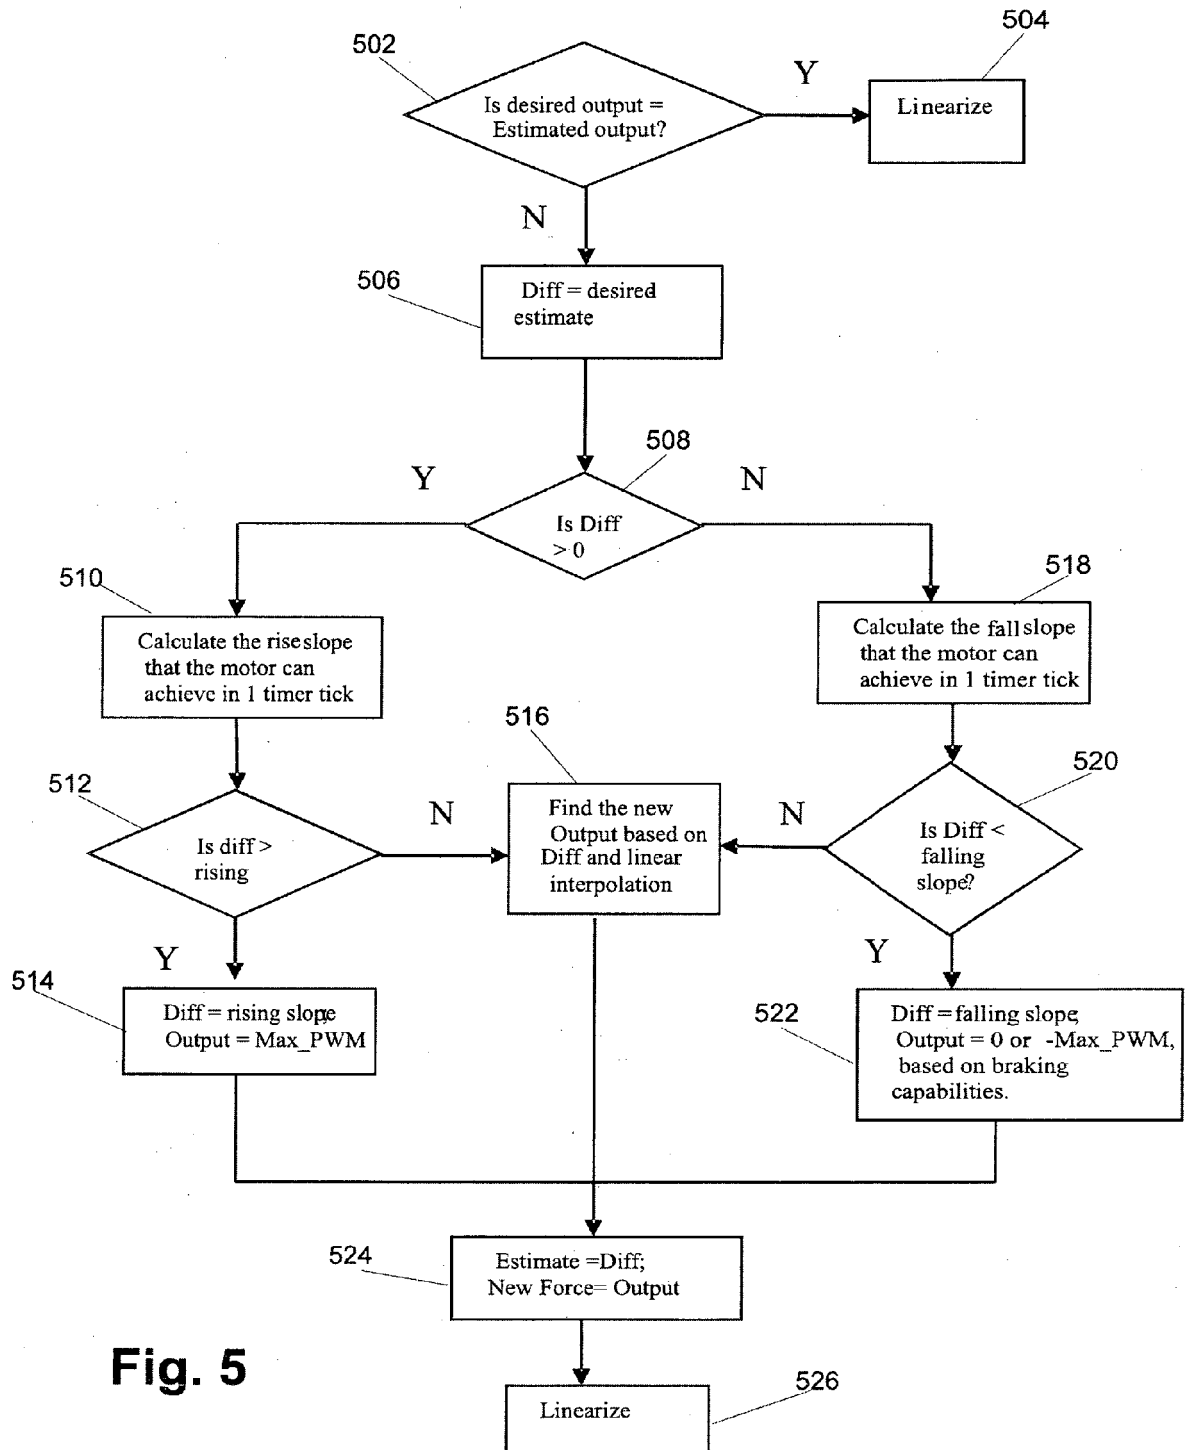 502
504
Is desired output =
Estimated output?
Y
Linearize
N
506
Diff = desired
estimate
508
Y
N
Is Diff
> 0
510
518
Calculate the rise slope
that the motor can
achieve in 1 timer tick
Calculate the fall slope
that the motor can
achieve in 1 timer tick
516
512
520
Is diff >
rising
N
Find the new
Output based on
Diff and linear
interpolation
N
Is Diff <
falling
slope?
Y
Y
514
522
Diff = rising slope,
Output = Max_PWM
Diff = falling slope,
Output = 0 or -Max_PWM,
based on braking
capabilities.
524
Estimate =Diff;
New Force= Output
Fig. 5
526
Linearize